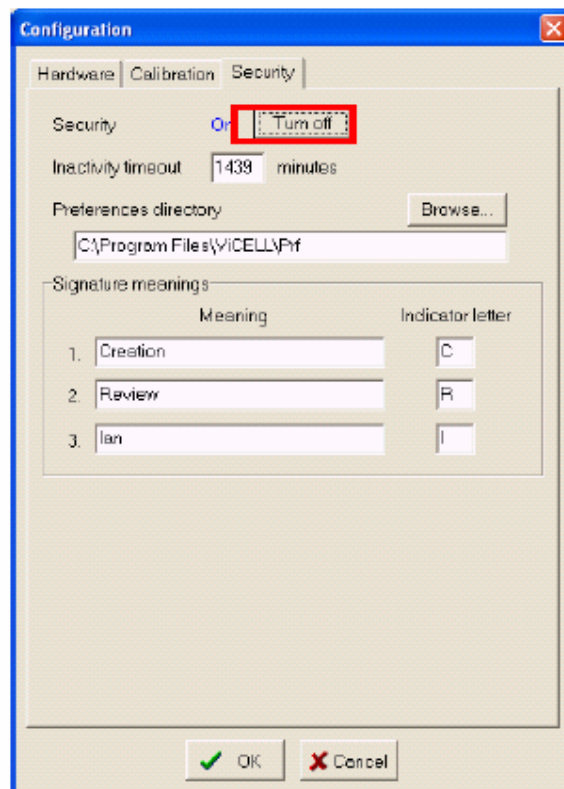 Configuration
Hardware Calibration Security
Security On Turn off
Inactivity timeout 1439 minutes
Preferences directory Browse...
C:\Program Files\ViCELL\Prf
Signature meanings
Meaning Indicator letter
1. Creation C
2. Review R
3. Ian I
OK Cancel